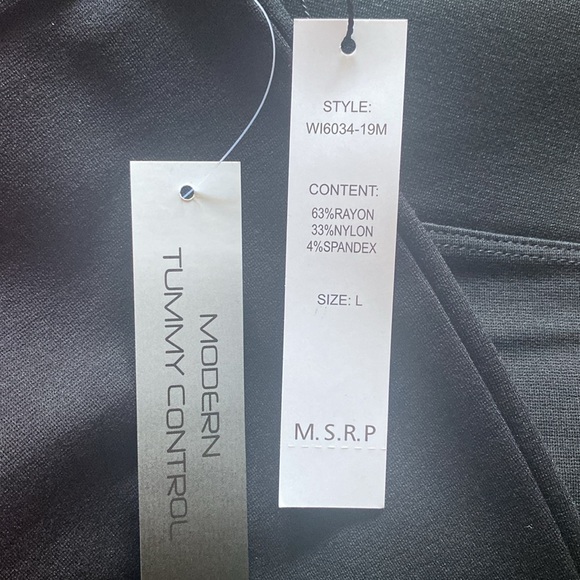 STYLE:
WI6034-19M
CONTENT:
63%RAYON
33%NYLON
4%SPANDEX
SIZE: L
M.S.R.P
MODERN
TUMMY CONTROL